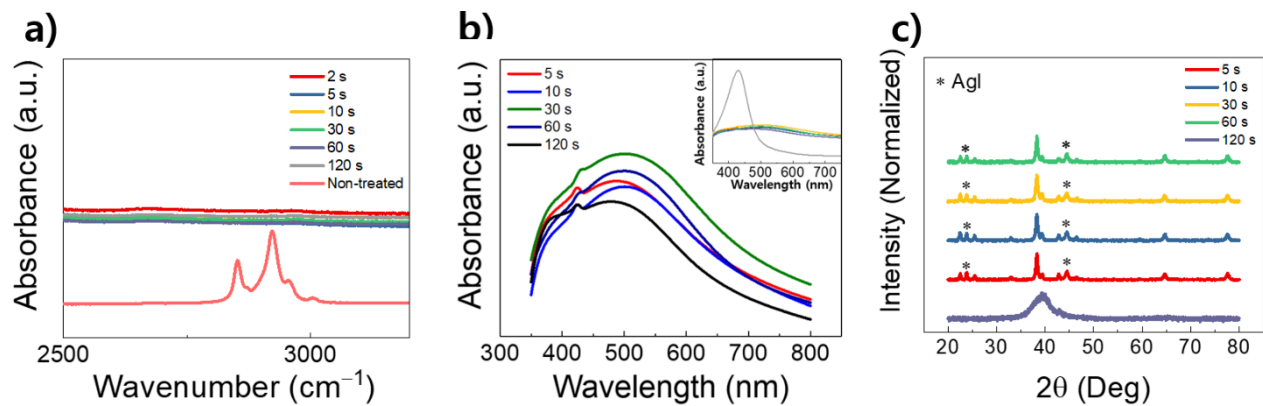 a)
2 s
5 s
10 s
30 s
60 s
120 s
Non-treated
Absorbance (a.u.)
2500 3000
Wavenumber (cm⁻¹)
b)
5 s
10 s
30 s
60 s
120 s
Absorbance (a.u.)
400 500 600 700
Wavelength (nm)
Absorbance (a.u.)
300 400 500 600 700 800
Wavelength (nm)
c)
* AgI
5 s
10 s
30 s
60 s
120 s
* *
* *
* *
* *
Intensity (Normalized)
20 30 40 50 60 70 80
2θ (Deg)